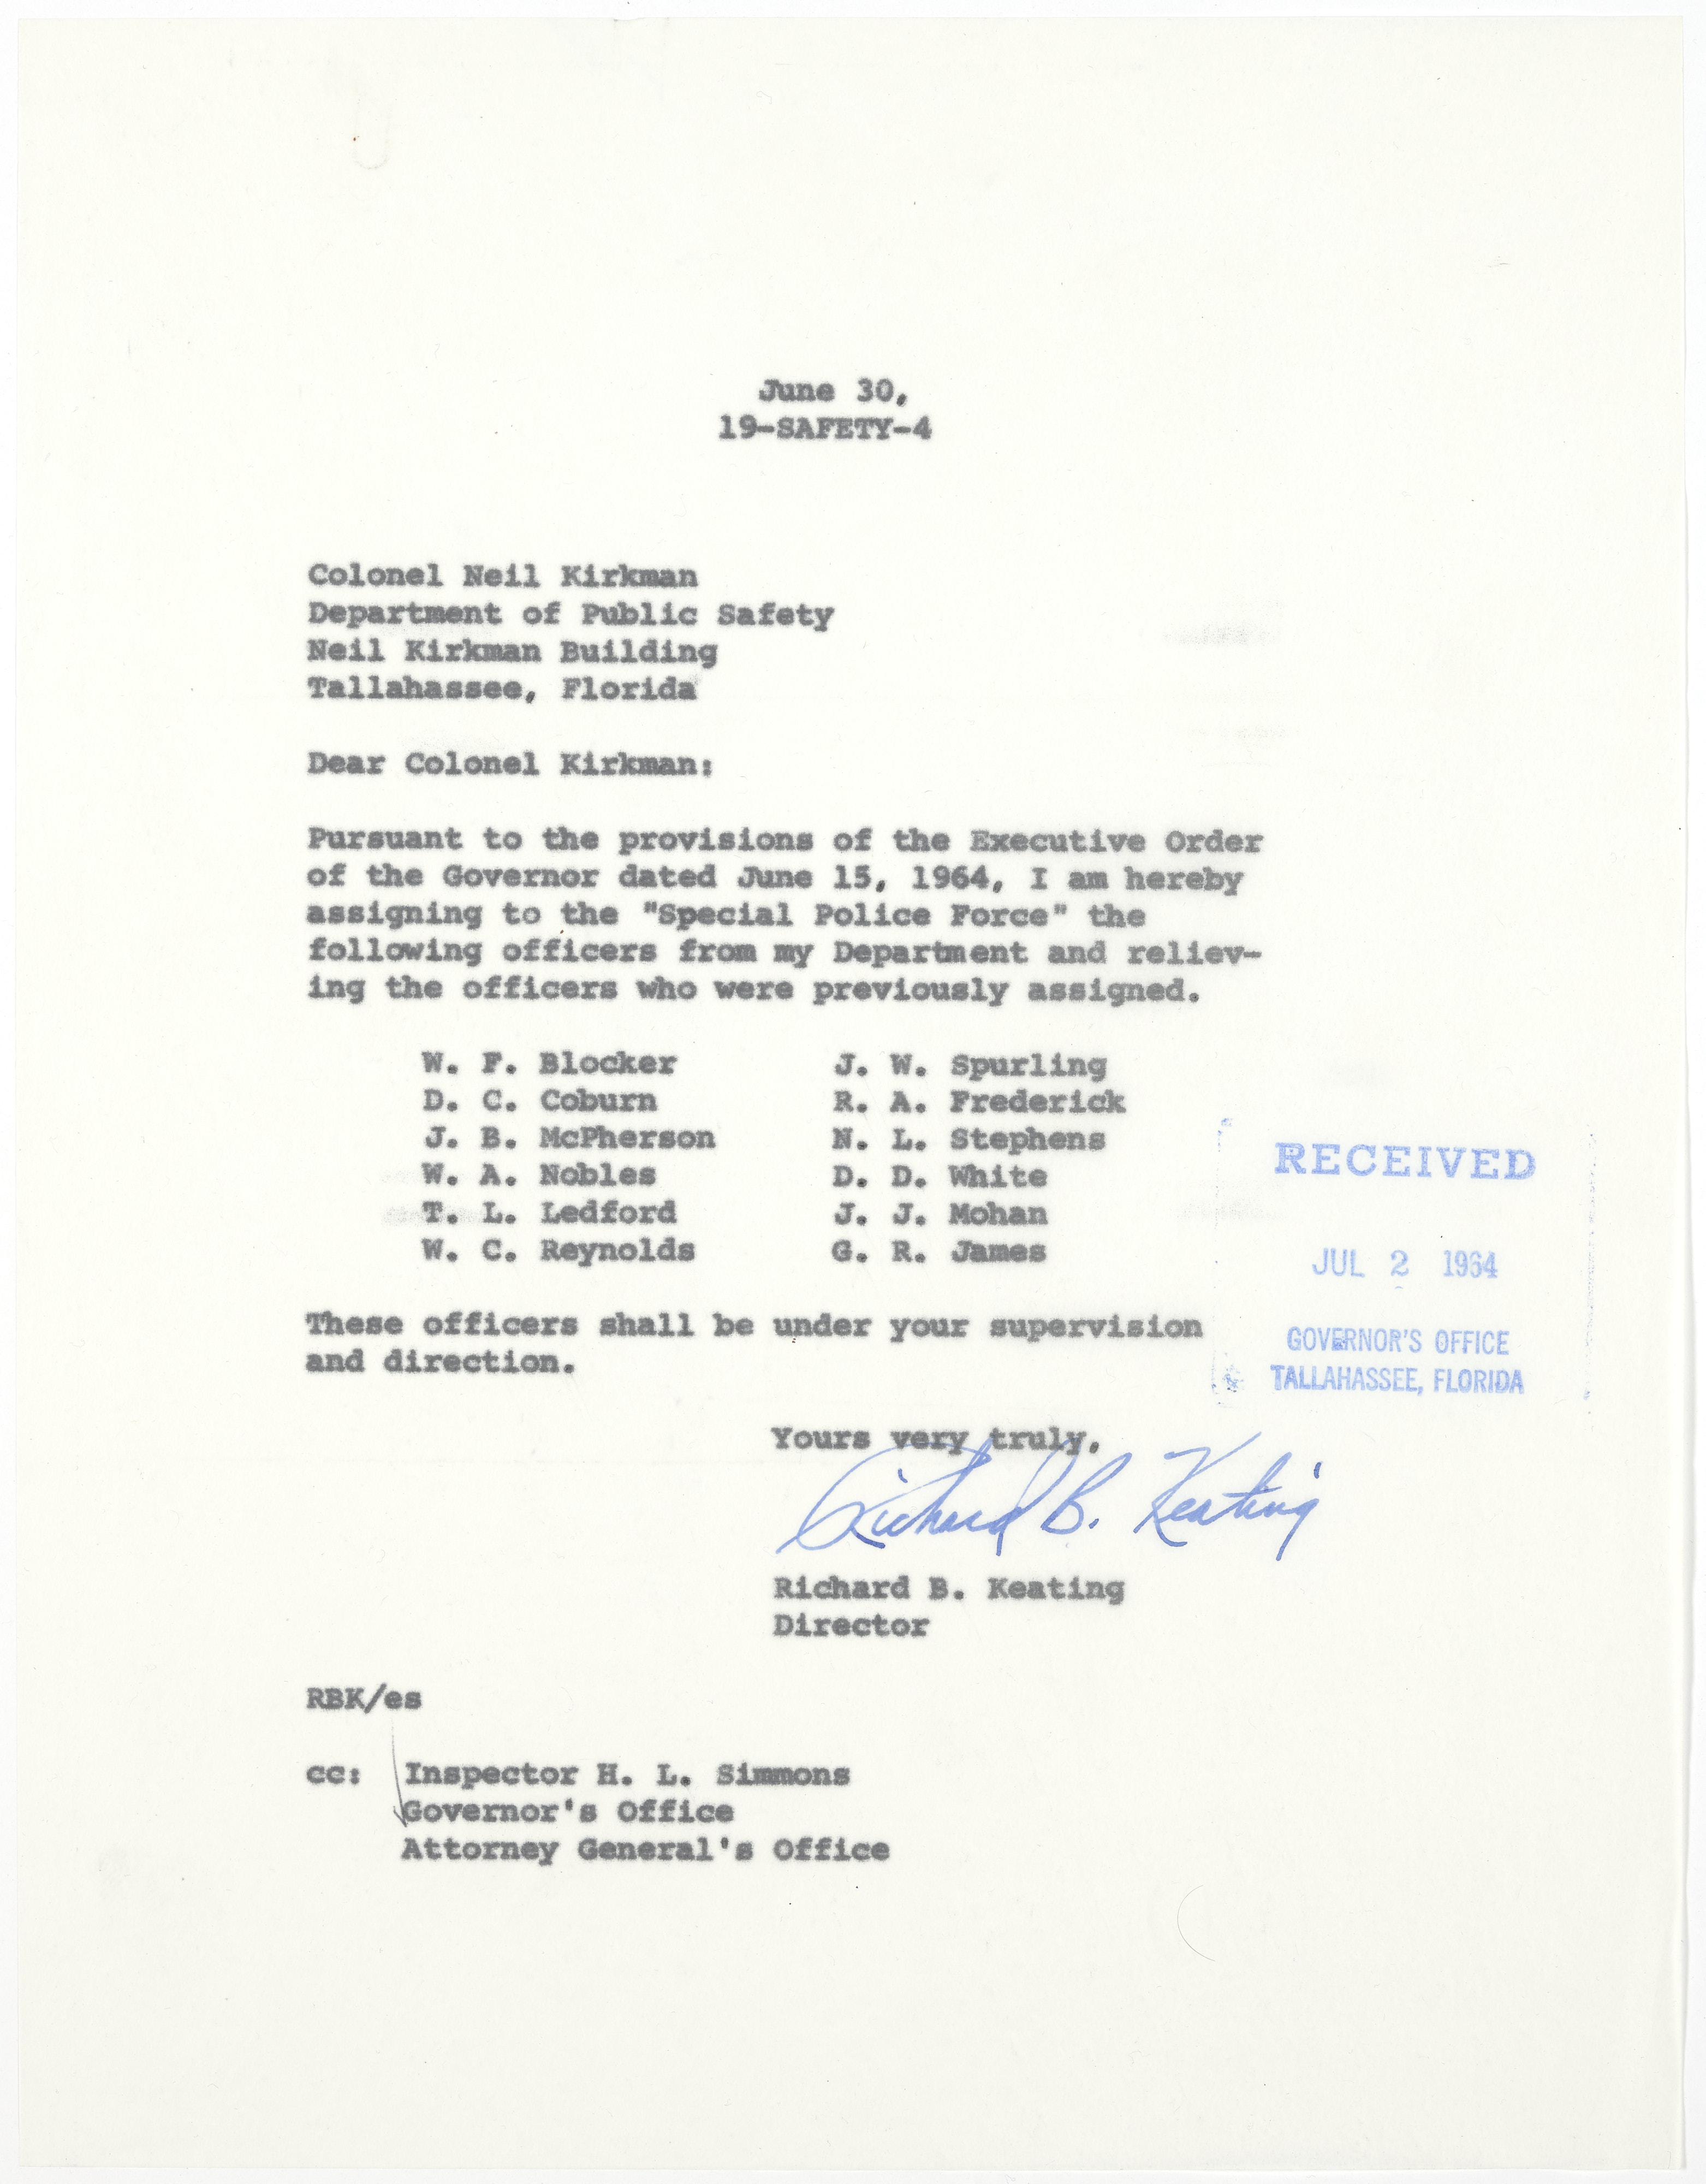 June 30,
19-SAFETY-4
Colonel Neil Kirkman
Department of Public Safety
Neil Kirkman Building
Tallahassee, Florida
Dear Colonel Kirkman:
Pursuant to the provisions of the Executive Order
of the Governor dated June 15, 1964, I am hereby
assigning to the "Special Police Force" the
following officers from my Department and reliev-
ing the officers who were previously assigned.
W. F. Blocker J. W. Spurling
D. C. Coburn R. A. Frederick
J. B. McPherson N. L. Stephens
W. A. Nobles D. D. White
T. L. Ledford J. J. Mohan
W. C. Reynolds G. R. James
RECEIVED
JUL 2 1964
GOVERNOR'S OFFICE
TALLAHASSEE, FLORIDA
These officers shall be under your supervision
and direction.
Yours very truly,
Richard B. Keating
Richard B. Keating
Director
RBK/es
cc: Inspector H. L. Simmons
Governor's Office
Attorney General's Office